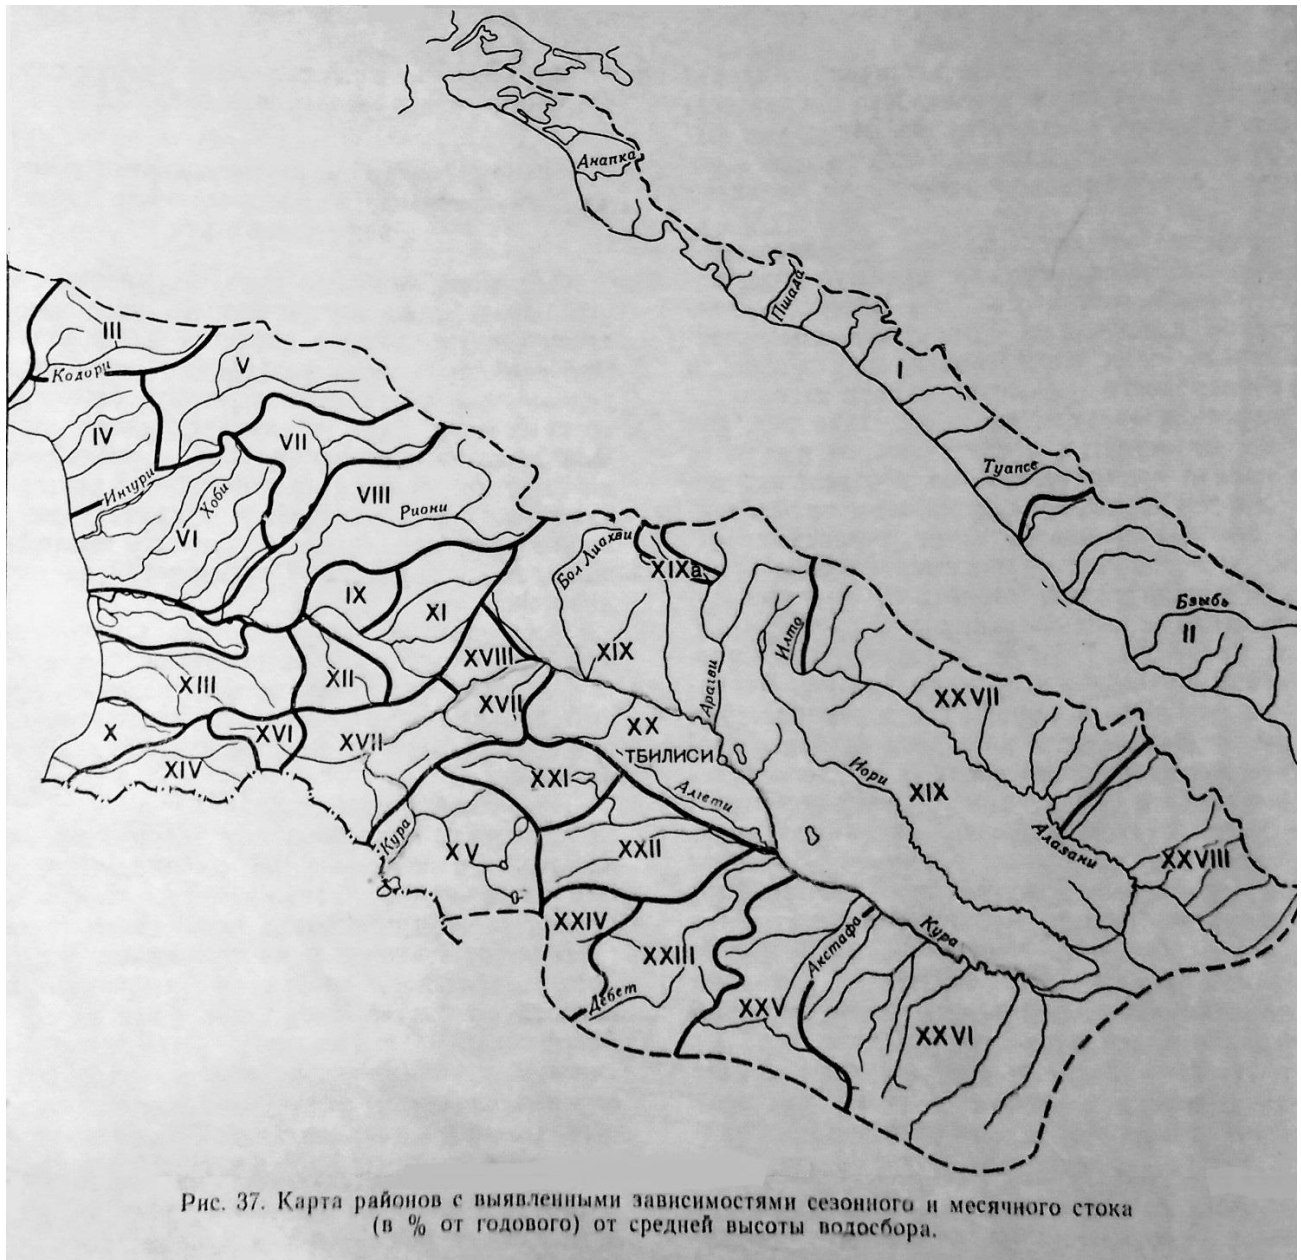 Анапка
Пшада
I
III
V
Кодори
IV
VII
Туапсе
Ингури
Хоби
VIII
Риони
VI
Бол Лиахви
XIXа
IX
XI
Бзыбь
II
Илто
XVIII
XIX
XII
XIII
Арагви
XXVII
XVII
X
XVI
XVII
XX
ТБИЛИСИ
XIV
XXI
Алгети
Иори
XIX
Кура
XV
XXII
Алазани
XXVIII
XXIV
Акстафа
Кура
XXIII
Дебет
XXV
XXVI
Рис. 37. Карта районов с выявленными зависимостями сезонного и месячного стока
(в % от годового) от средней высоты водосбора.